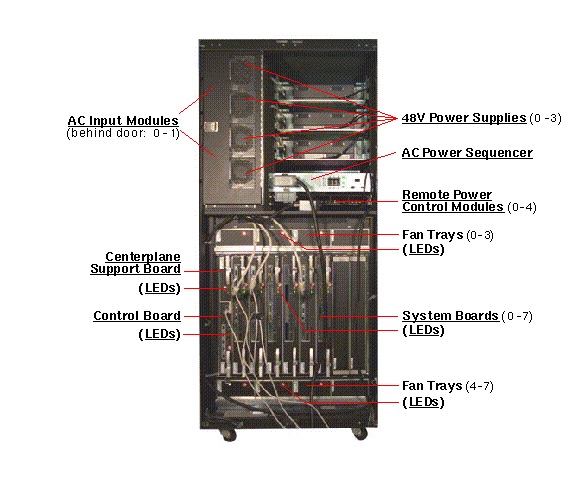 AC Input Modules
(behind door: 0 - 1)
48V Power Supplies (0 - 3)
AC Power Sequencer
Remote Power
Control Modules (0-4)
Fan Trays (0-3)
(LEDs)
Centerplane
Support Board
(LEDs)
Control Board
(LEDs)
System Boards (0 -7)
(LEDs)
Fan Trays (4-7)
(LEDs)